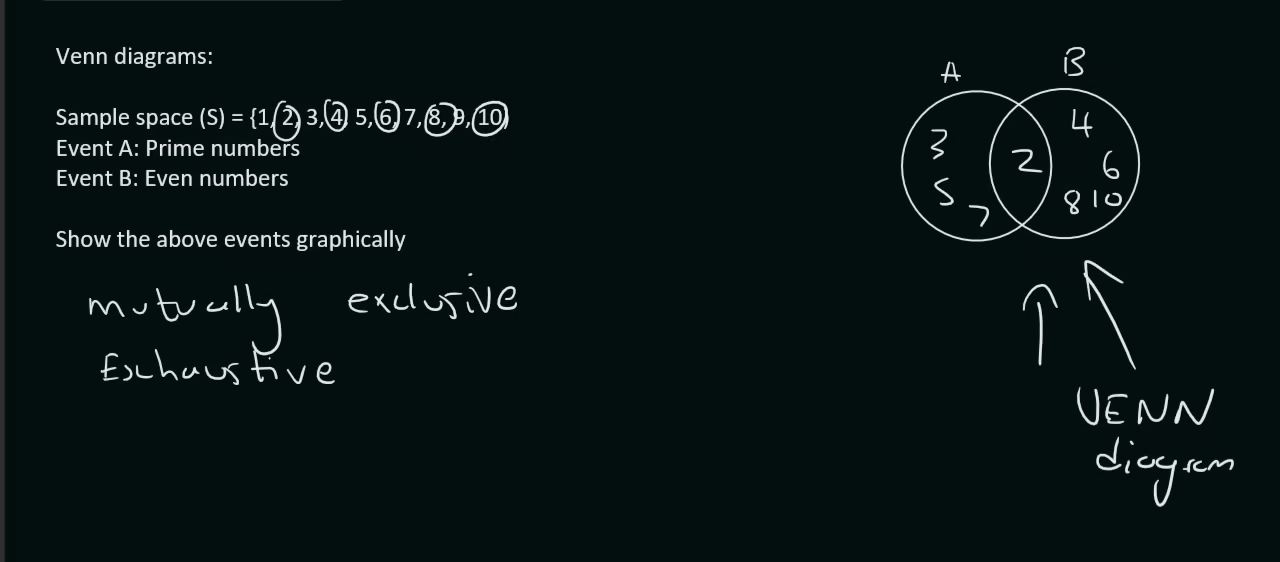 Venn diagrams:
Sample space (S) = {1, 2, 3, 4, 5, 6, 7, 8, 9, 10}
Event A: Prime numbers
Event B: Even numbers
Show the above events graphically
mutually exclusive
Exhaustive
A B
3 2 4
5 6
7 8 10
VENN
diagram